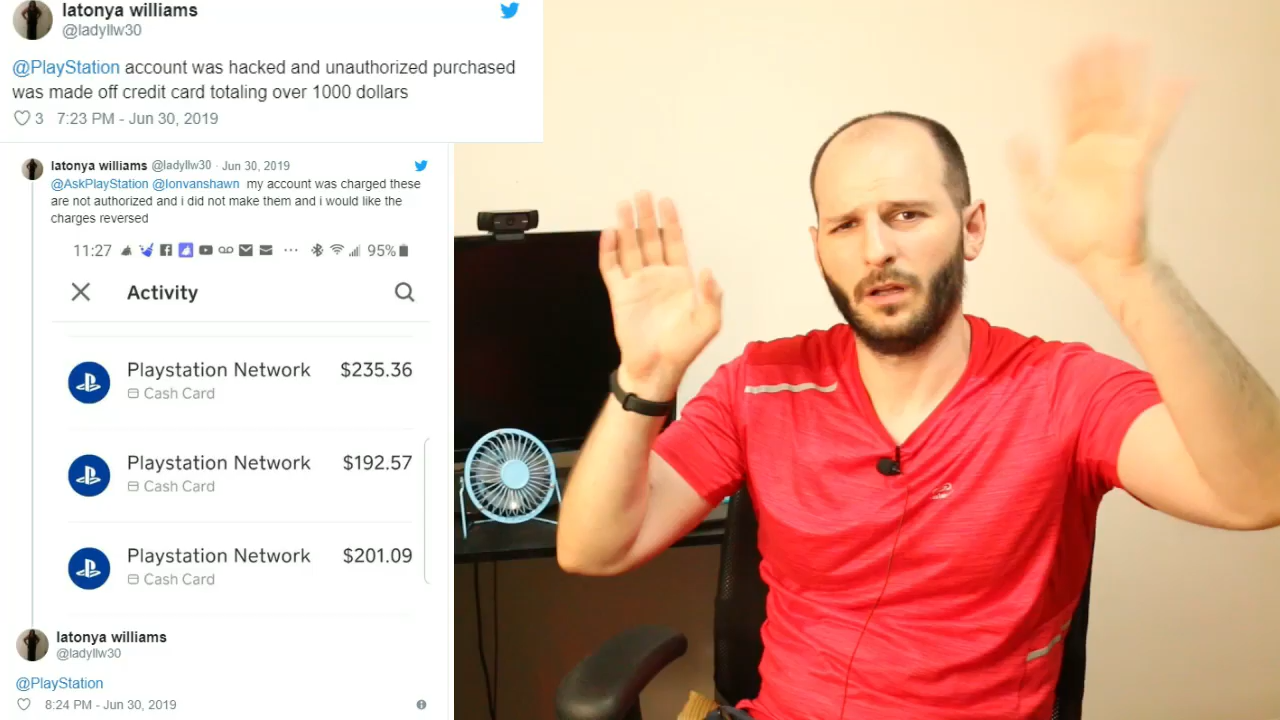 latonya williams
@ladyllw30
@PlayStation account was hacked and unauthorized purchased
was made off credit card totaling over 1000 dollars
3 7:23 PM - Jun 30, 2019
latonya williams @ladyllw30 · Jun 30, 2019
@AskPlayStation @Ionvanshawn my account was charged these
are not authorized and i did not make them and i would like the
charges reversed
11:27 ... 95%
Activity
Playstation Network $235.36
Cash Card
Playstation Network $192.57
Cash Card
Playstation Network $201.09
Cash Card
latonya williams
@ladyllw30
@PlayStation
8:24 PM - Jun 30, 2019